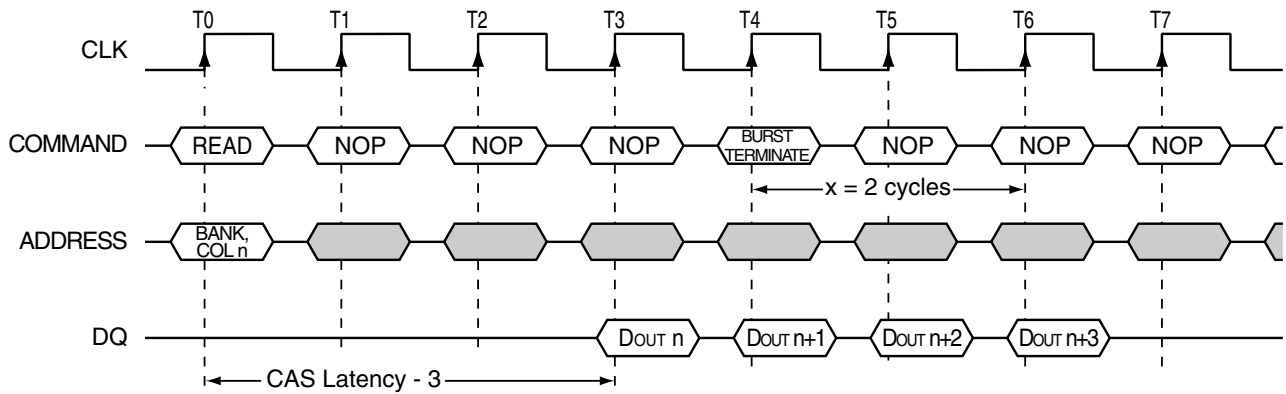 T0 T1 T2 T3 T4 T5 T6 T7
CLK
COMMAND READ NOP NOP NOP BURST TERMINATE NOP NOP NOP
x = 2 cycles
ADDRESS BANK, COL n
DQ DOUT n DOUT n+1 DOUT n+2 DOUT n+3
CAS Latency - 3